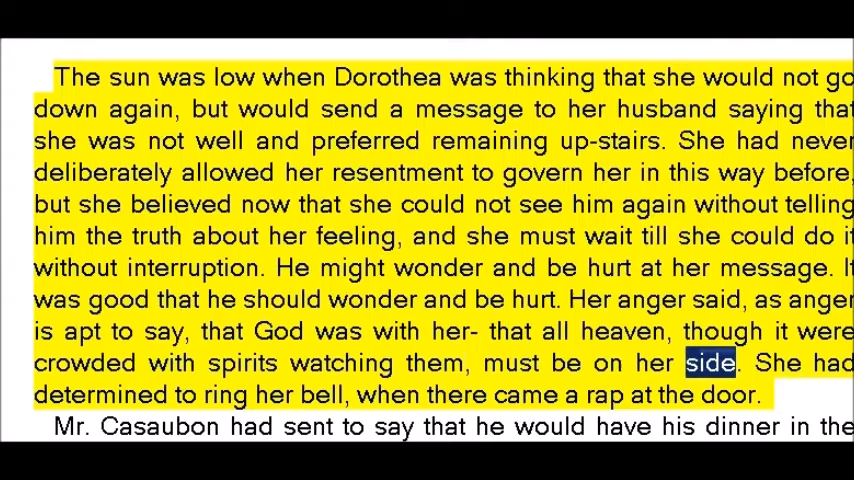 The sun was low when Dorothea was thinking that she would not go
down again, but would send a message to her husband saying that
she was not well and preferred remaining up-stairs. She had never
deliberately allowed her resentment to govern her in this way before,
but she believed now that she could not see him again without telling
him the truth about her feeling, and she must wait till she could do it
without interruption. He might wonder and be hurt at her message. It
was good that he should wonder and be hurt. Her anger said, as anger
is apt to say, that God was with her- that all heaven, though it were
crowded with spirits watching them, must be on her side. She had
determined to ring her bell, when there came a rap at the door.
Mr. Casaubon had sent to say that he would have his dinner in the